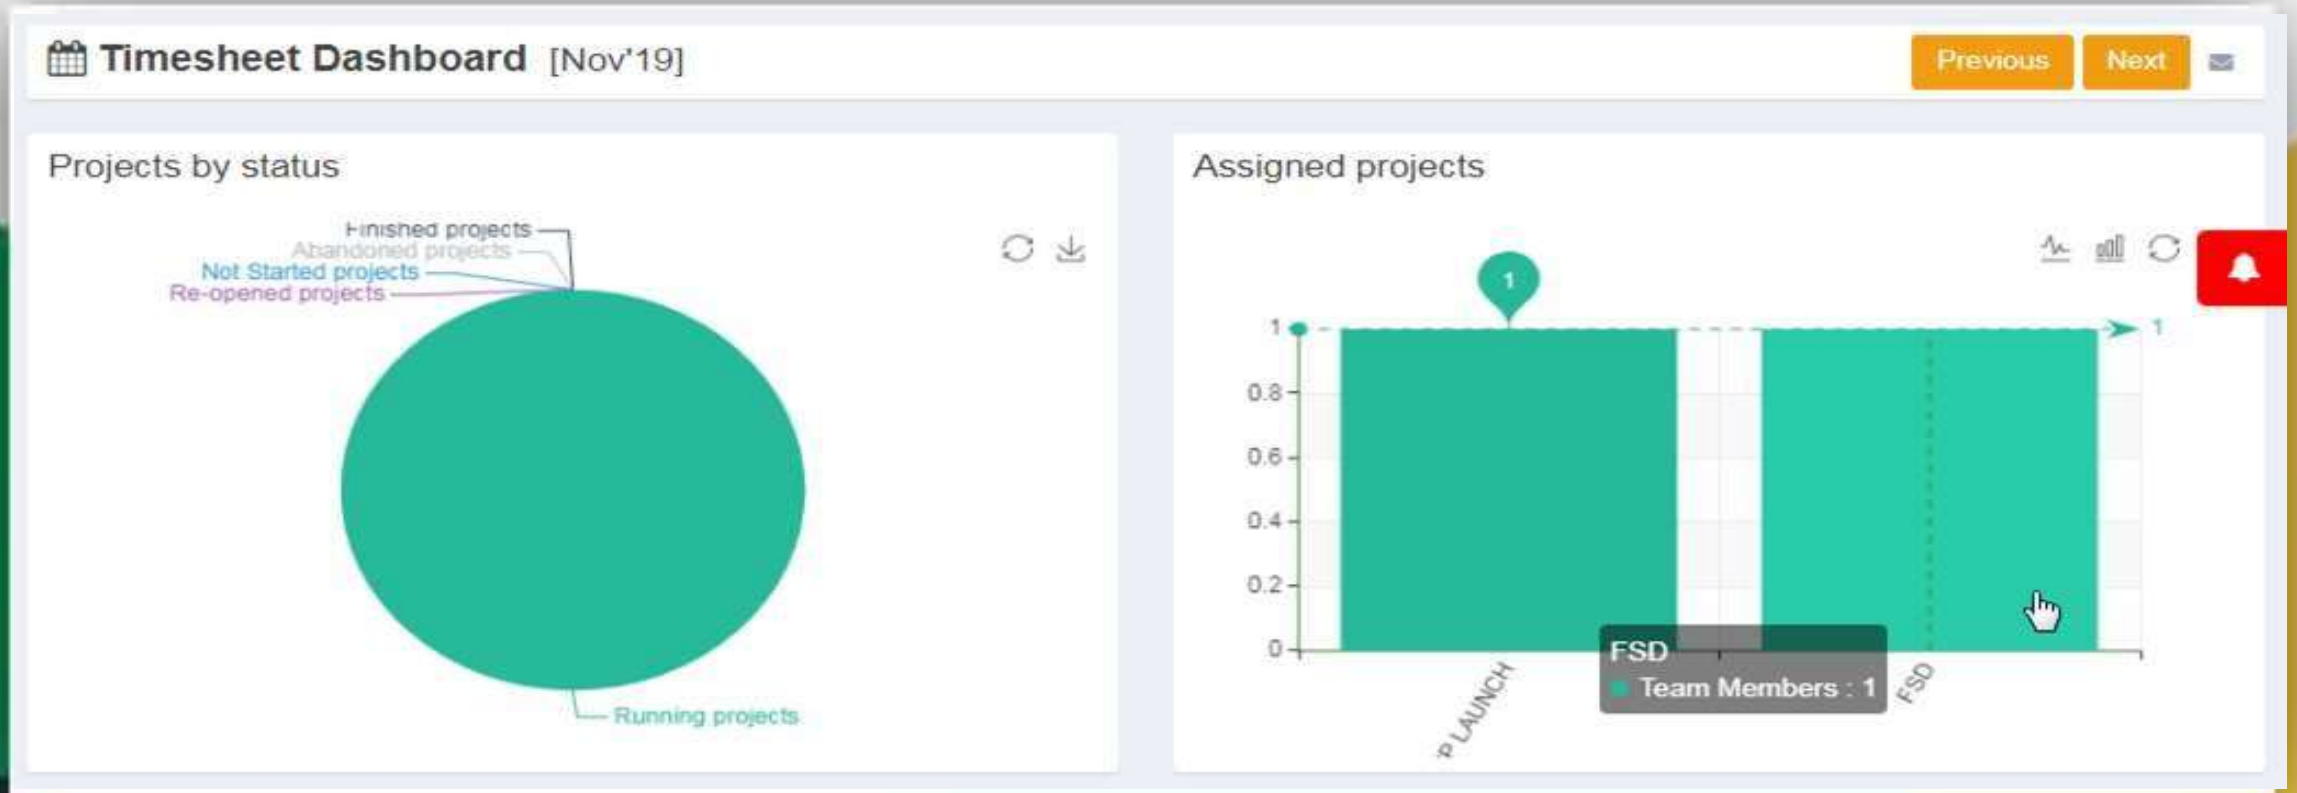 Timesheet Dashboard [Nov'19]
Previous
Next
Projects by status
Finished projects
Abandoned projects
Not Started projects
Re-opened projects
Running projects
Assigned projects
1
1
1
0.8
0.6
0.4
0.2
0
FSD
Team Members : 1
P LAUNCH
FSD